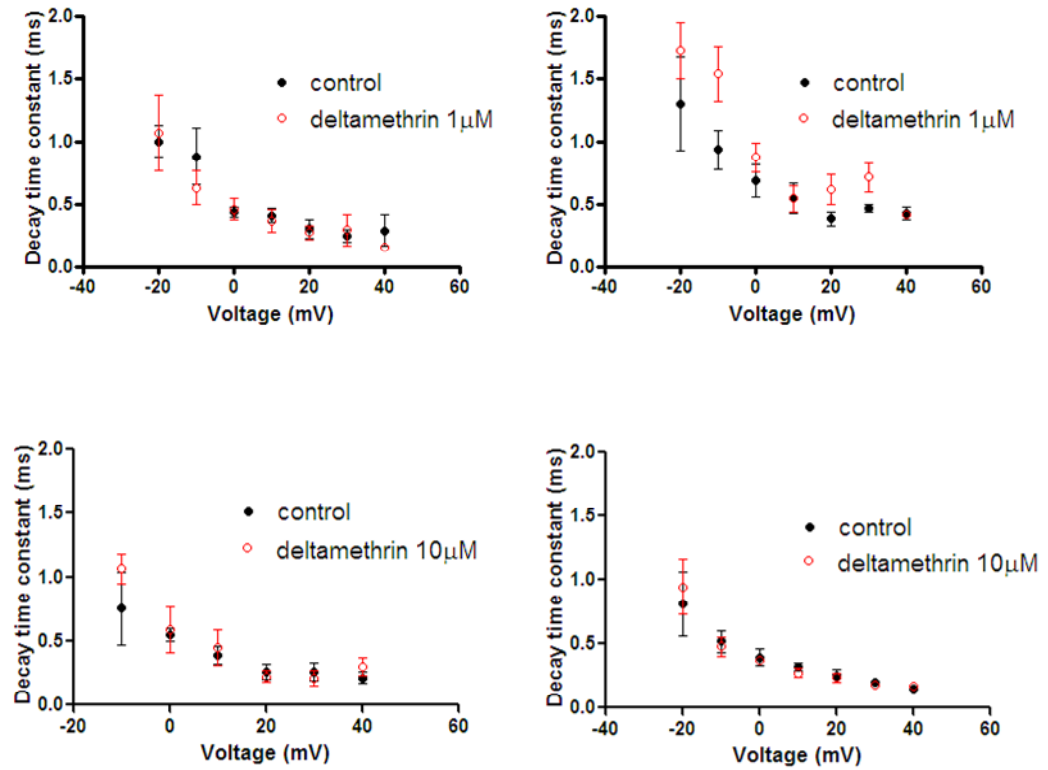 Decay time constant (ms)
2.0
1.5
1.0
0.5
0.0
-40 -20 0 20 40 60
Voltage (mV)
control
deltamethrin 1μM
Decay time constant (ms)
2.0
1.5
1.0
0.5
0.0
-40 -20 0 20 40 60
Voltage (mV)
control
deltamethrin 1μM
Decay time constant (ms)
2.0
1.5
1.0
0.5
0.0
-20 0 20 40 60
Voltage (mV)
control
deltamethrin 10μM
Decay time constant (ms)
2.0
1.5
1.0
0.5
0.0
-40 -20 0 20 40 60
Voltage (mV)
control
deltamethrin 10μM